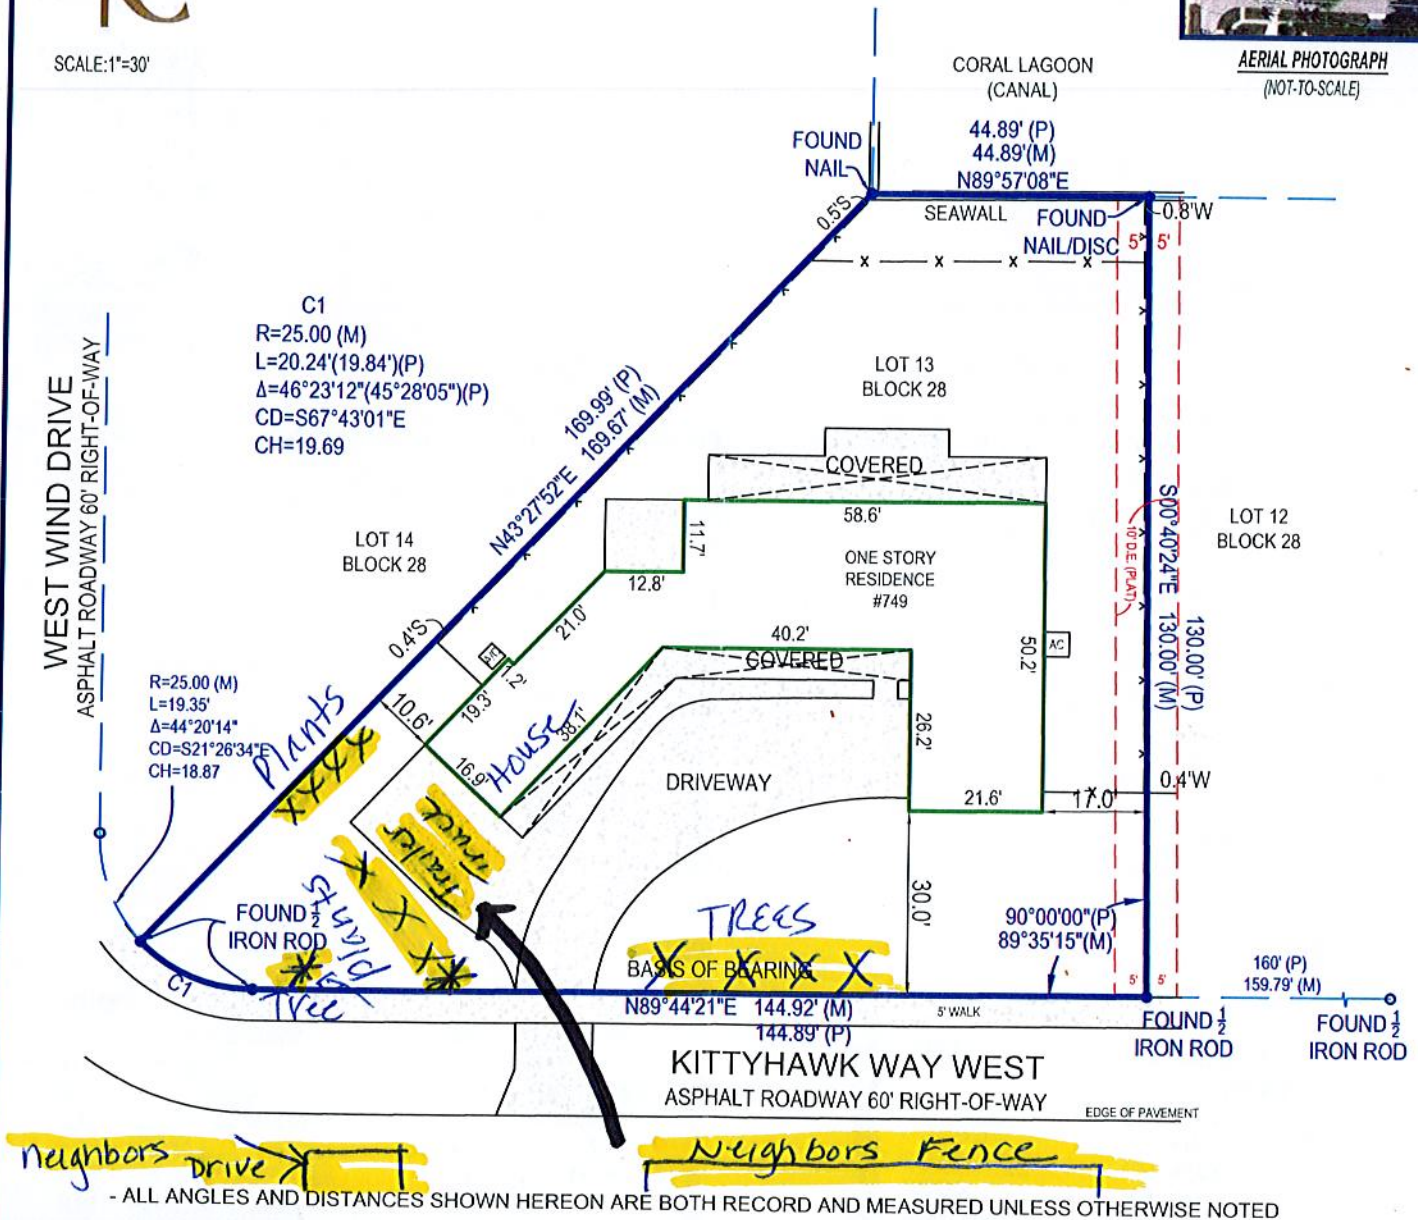 SCALE:1"=30'
AERIAL PHOTOGRAPH
(NOT-TO-SCALE)
CORAL LAGOON
(CANAL)
44.89' (P)
44.89'(M)
N89°57'08"E
FOUND
NAIL
0.5'S
SEAWALL
FOUND
NAIL/DISC
0.8'W
5' 5'
C1
R=25.00 (M)
L=20.24'(19.84')(P)
Δ=46°23'12"(45°28'05")(P)
CD=S67°43'01"E
CH=19.69
WEST WIND DRIVE
ASPHALT ROADWAY 60' RIGHT-OF-WAY
169.99' (P)
N43°27'52"E 169.67' (M)
LOT 13
BLOCK 28
COVERED
58.6'
11.7'
12.8'
ONE STORY
RESIDENCE
#749
LOT 14
BLOCK 28
LOT 12
BLOCK 28
S00°40'24"E 130.00' (M)
130.00' (P)
10' D.E. (PLAT)
21.0'
40.2'
COVERED
50.2'
AC
0.4'S
A/C
1.2'
19.3'
10.6'
38.1'
16.9'
House
R=25.00 (M)
L=19.35'
Δ=44°20'14"
CD=S21°26'34"E
CH=18.87
Plants
XXXX
26.2'
DRIVEWAY
21.6'
17.0'
0.4'W
Trailer
Truck
X X X X
Plants
30.0'
TREES
X X X X
BASIS OF BEARING
FOUND 1/2
IRON ROD
Tree
C1
90°00'00"(P)
89°35'15"(M)
5' 5'
160' (P)
159.79' (M)
N89°44'21"E 144.92' (M)
144.89' (P)
5' WALK
FOUND 1/2
IRON ROD
FOUND 1/2
IRON ROD
KITTYHAWK WAY WEST
ASPHALT ROADWAY 60' RIGHT-OF-WAY
EDGE OF PAVEMENT
neighbors Drive
Neighbors Fence
- ALL ANGLES AND DISTANCES SHOWN HEREON ARE BOTH RECORD AND MEASURED UNLESS OTHERWISE NOTED